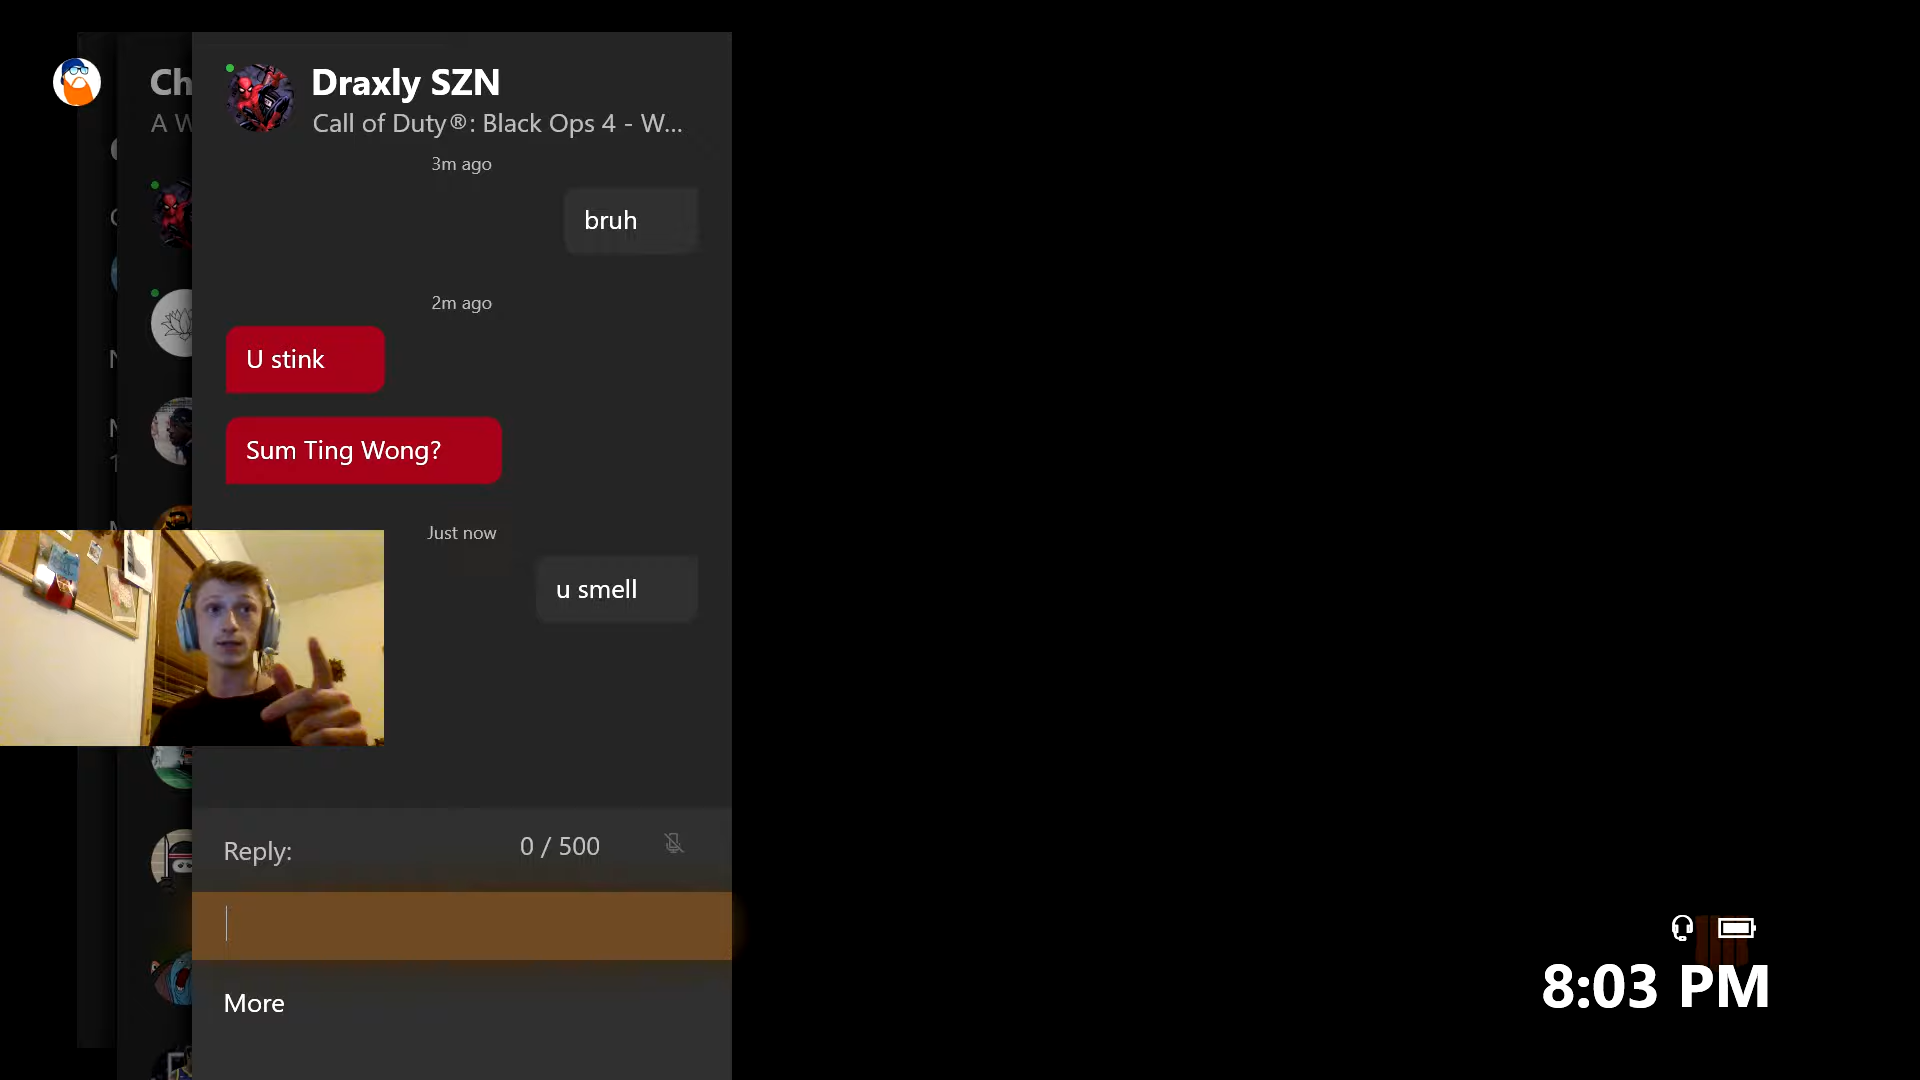 Ch
A W
Draxly SZN
Call of Duty®: Black Ops 4 - W...
3m ago
bruh
2m ago
U stink
Sum Ting Wong?
Just now
u smell
Reply:
0 / 500
More
8:03 PM